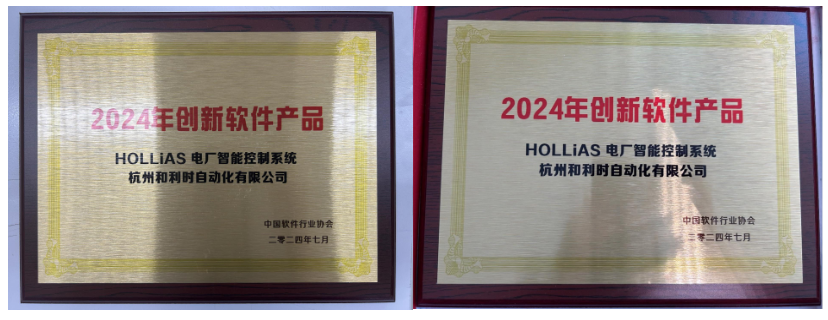 2024年创新软件产品
HOLLiAS 电厂智能控制系统
杭州和利时自动化有限公司
中国软件行业协会
二零二四年七月
2024年创新软件产品
HOLLiAS 电厂智能控制系统
杭州和利时自动化有限公司
中国软件行业协会
二零二四年七月